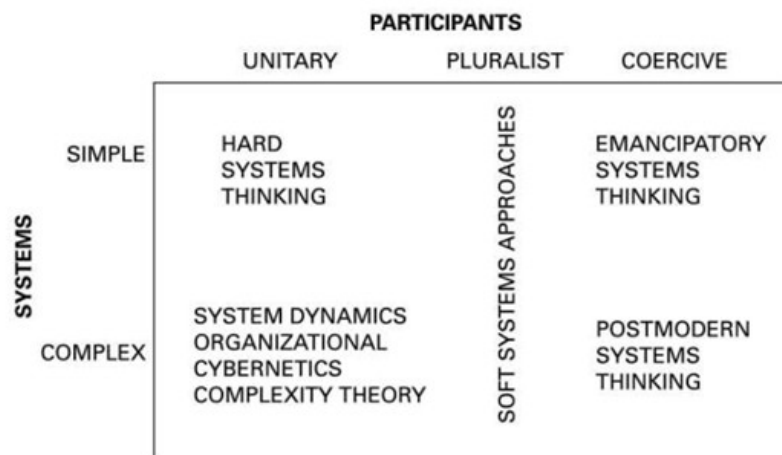 PARTICIPANTS
UNITARY PLURALIST COERCIVE
SYSTEMS
SIMPLE
HARD
SYSTEMS
THINKING
SOFT SYSTEMS APPROACHES
EMANCIPATORY
SYSTEMS
THINKING
COMPLEX
SYSTEM DYNAMICS
ORGANIZATIONAL
CYBERNETICS
COMPLEXITY THEORY
POSTMODERN
SYSTEMS
THINKING